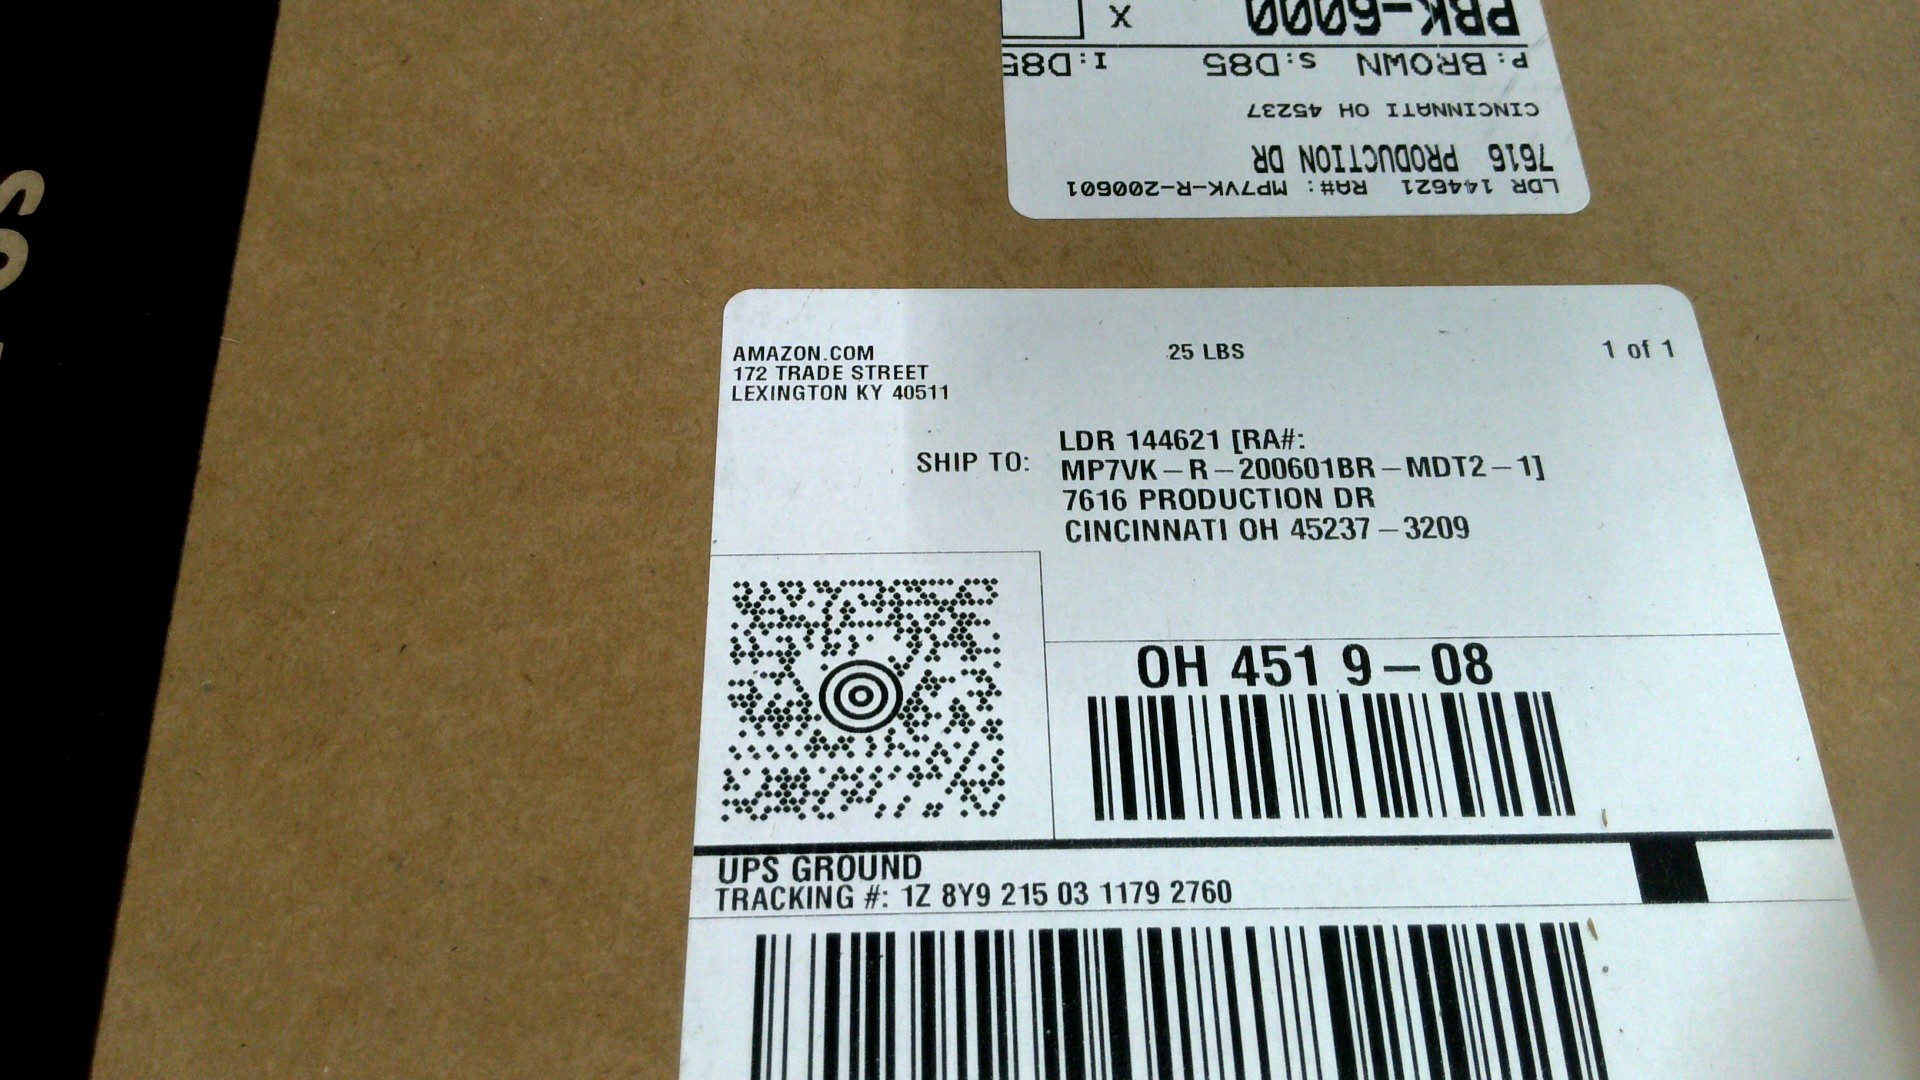 PBK-6000
X
P:BROWN S:D85 I:D85
CINCINNATI OH 45237
7616 PRODUCTION DR
LDR 144621 RA#: MP7VK-R-200601
AMAZON.COM
172 TRADE STREET
LEXINGTON KY 40511
25 LBS
1 of 1
SHIP TO:
LDR 144621 [RA#:
MP7VK-R-200601BR-MDT2-1]
7616 PRODUCTION DR
CINCINNATI OH 45237-3209
OH 451 9-08
UPS GROUND
TRACKING #: 1Z 8Y9 215 03 1179 2760